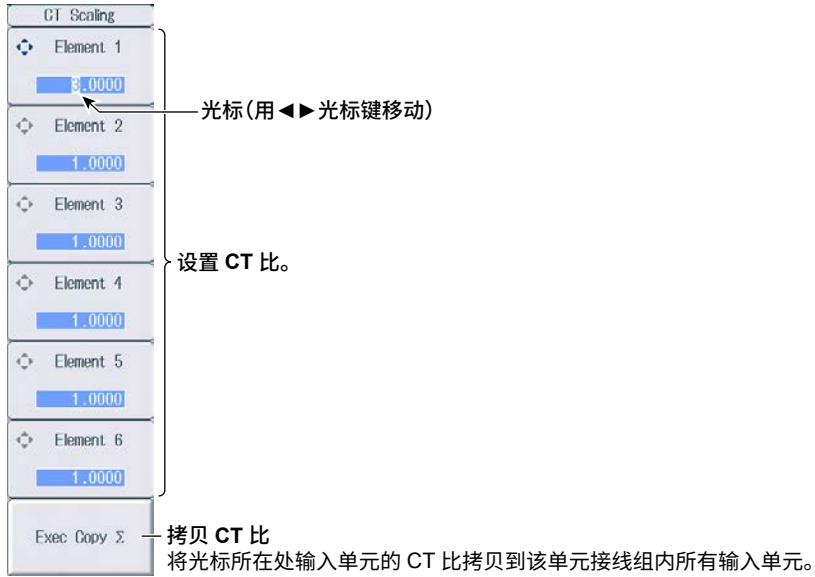 CT Scaling
Element 1
3.0000
光标(用◄►光标键移动)
Element 2
1.0000
Element 3
1.0000
设置 CT 比。
Element 4
1.0000
Element 5
1.0000
Element 6
1.0000
Exec Copy Σ
拷贝 CT 比
将光标所在处输入单元的 CT 比拷贝到该单元接线组内所有输入单元。